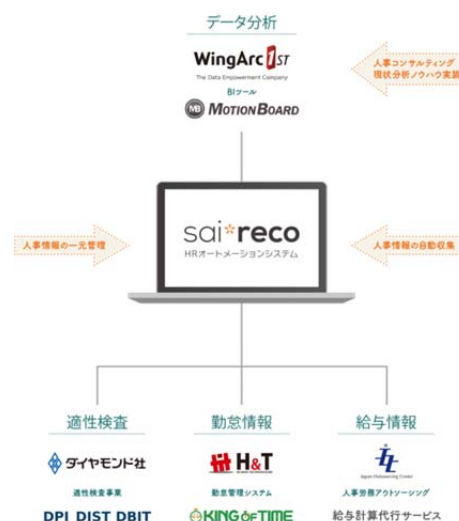 データ分析
WingArc 1ST
The Data Empowerment Company
BIツール
MB MOTIONBOARD
人事コンサルティング
現状分析ノウハウ実装
sai*reco
HRオートメーションシステム
人事情報の一元管理
人事情報の自動収集
適性検査
ダイヤモンド社
適性検査事業
DPI DIST DBIT
勤怠情報
H&T
勤怠管理システム
KING OF TIME
給与情報
Japan Outsourcing Center
人事労務アウトソーシング
給与計算代行サービス